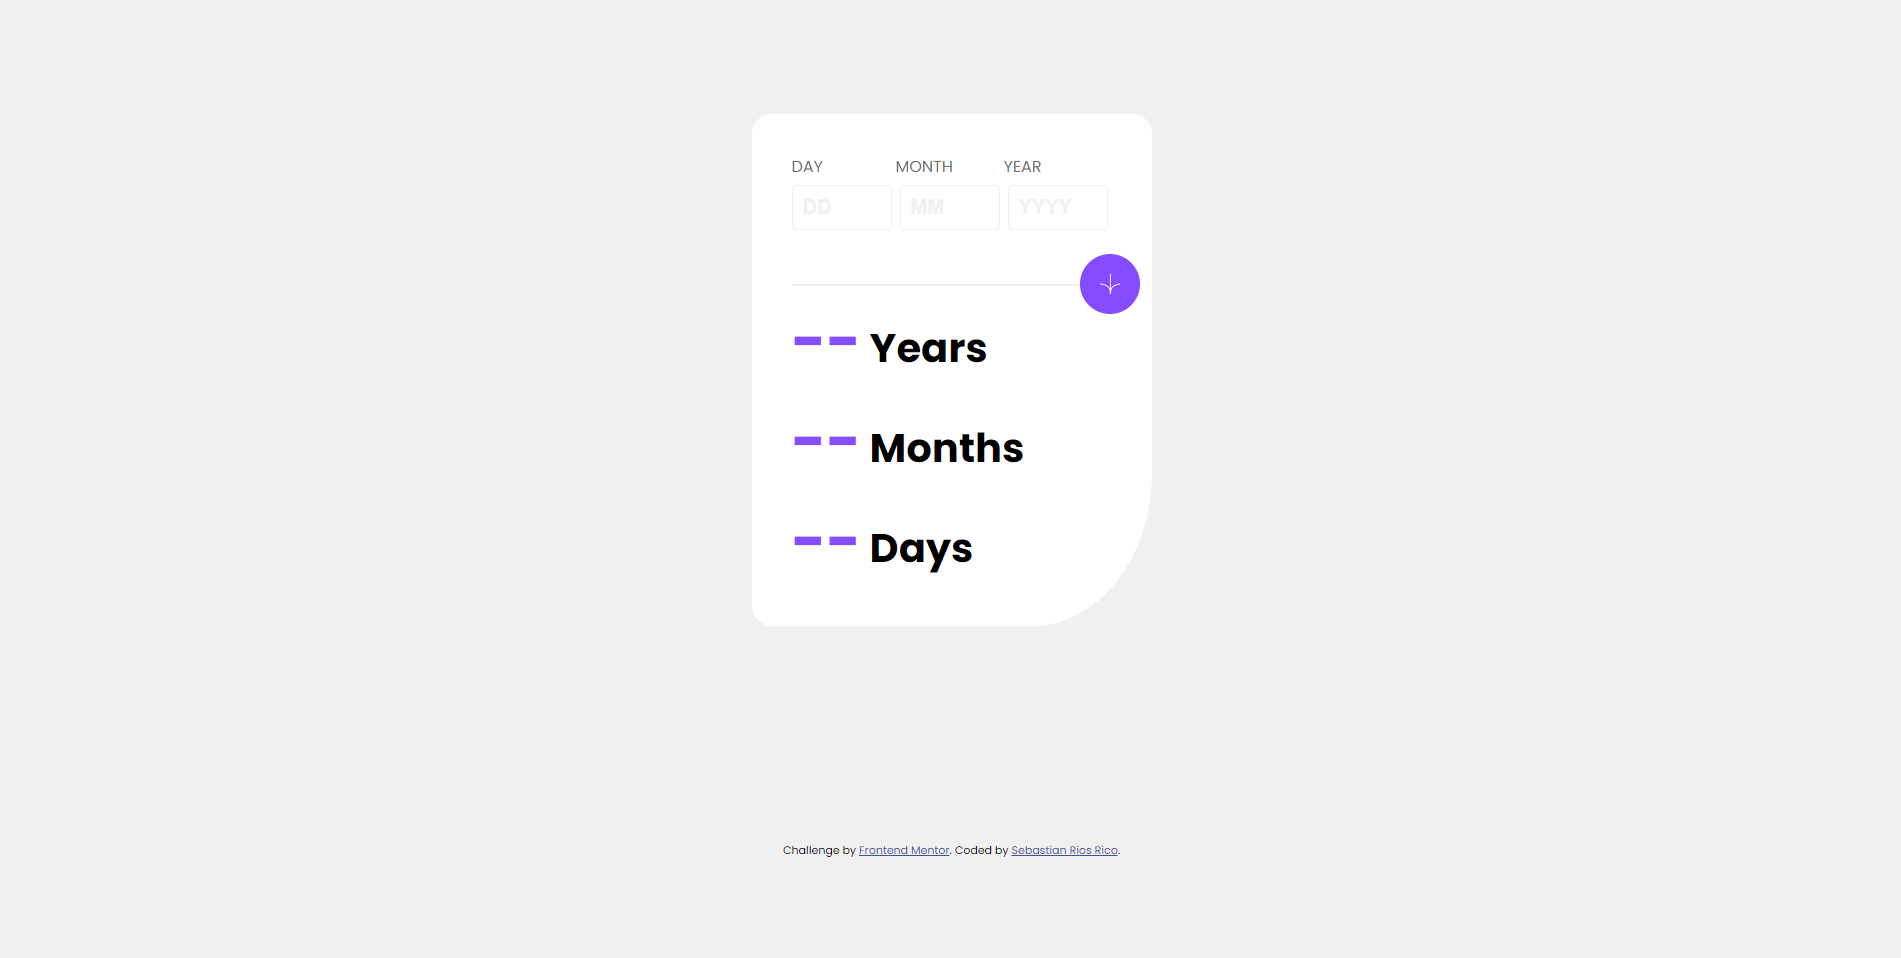 DAY MONTH YEAR
DD MM YYYY
-- Years
-- Months
-- Days
Challenge by Frontend Mentor. Coded by Sebastian Rios Rico.